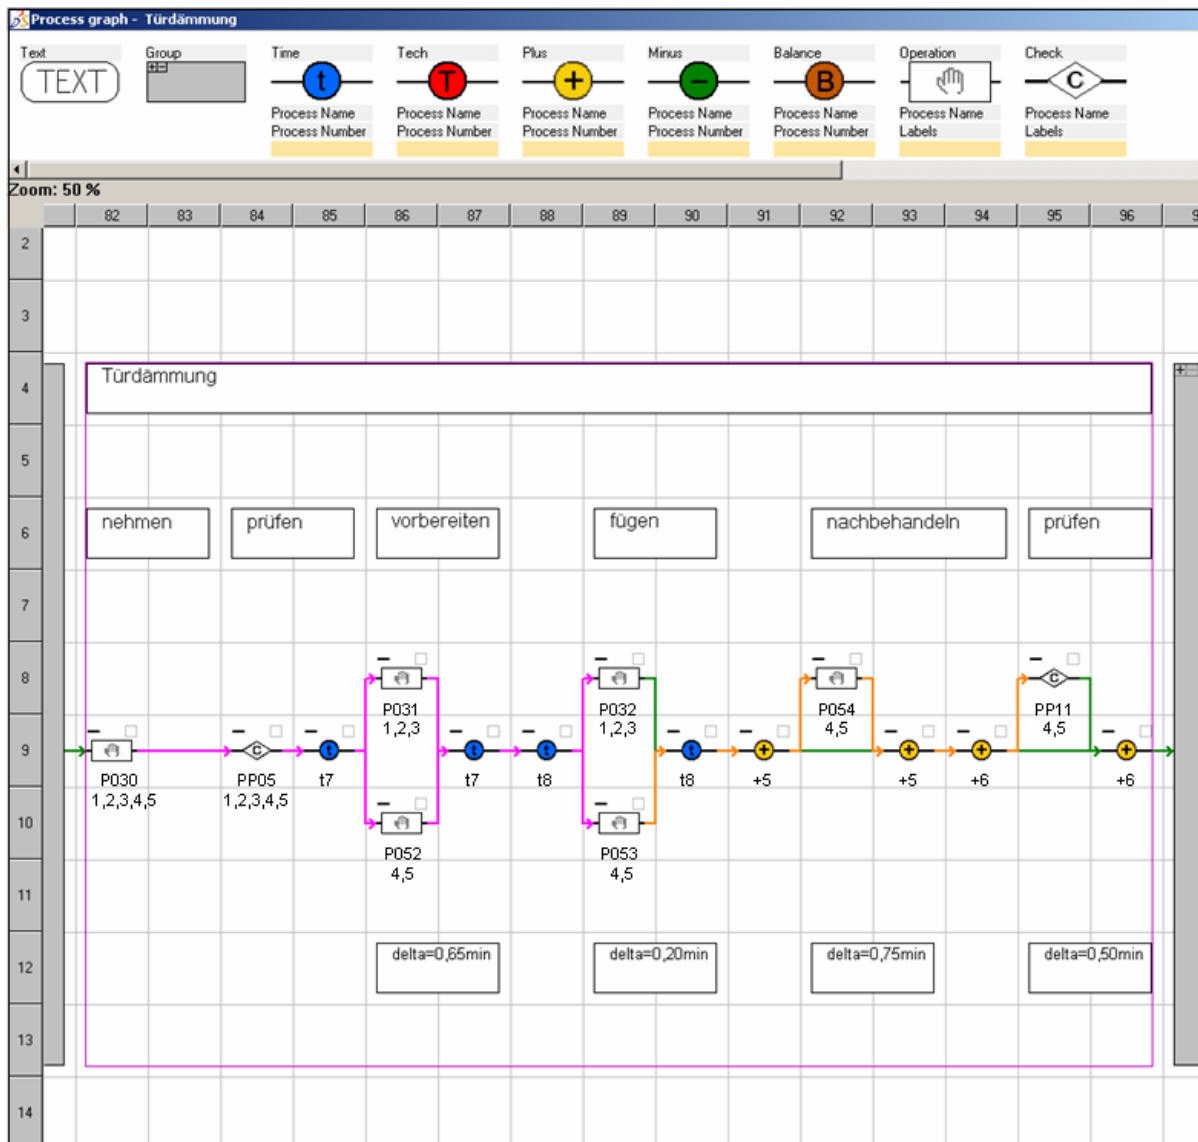 Process graph - Türdämmung
Text Group Time Tech Plus Minus Balance Operation Check
TEXT t T + − B C
Process Name Process Name Process Name Process Name Process Name Process Name Process Name
Process Number Process Number Process Number Process Number Process Number Labels Labels
Zoom: 50 %
82 83 84 85 86 87 88 89 90 91 92 93 94 95 96 9
2
3
4 Türdämmung
5
6 nehmen prüfen vorbereiten fügen nachbehandeln prüfen
7
8 C
P031 P032 P054 PP11
1,2,3 1,2,3 4,5 4,5
9 C t t t t + + + +
P030 PP05 t7 t7 t8 t8 +5 +5 +6 +6
1,2,3,4,5 1,2,3,4,5
10
P052 P053
4,5 4,5
11
12 delta=0,65min delta=0,20min delta=0,75min delta=0,50min
13
14